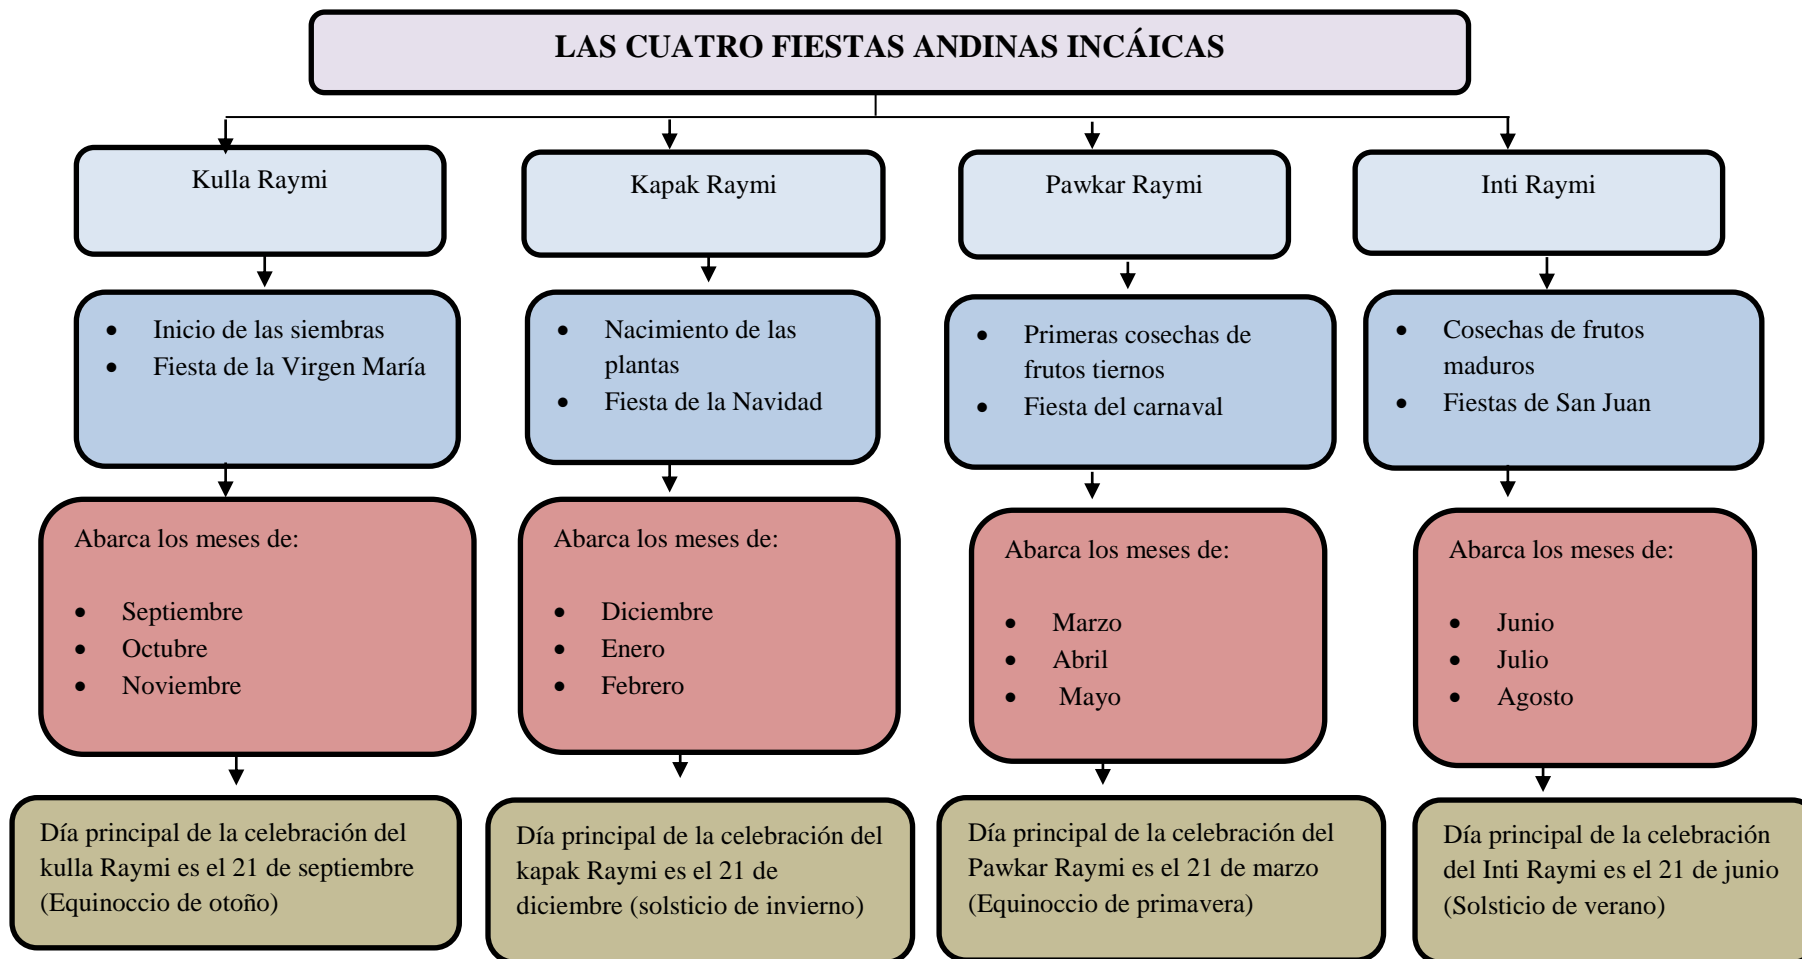 LAS CUATRO FIESTAS ANDINAS INCÁICAS
Kulla Raymi
Kapak Raymi
Pawkar Raymi
Inti Raymi
• Inicio de las siembras
• Fiesta de la Virgen María
• Nacimiento de las
plantas
• Fiesta de la Navidad
• Primeras cosechas de
frutos tiernos
• Fiesta del carnaval
• Cosechas de frutos
maduros
• Fiestas de San Juan
Abarca los meses de:
• Septiembre
• Octubre
• Noviembre
Abarca los meses de:
• Diciembre
• Enero
• Febrero
Abarca los meses de:
• Marzo
• Abril
• Mayo
Abarca los meses de:
• Junio
• Julio
• Agosto
Día principal de la celebración del
kulla Raymi es el 21 de septiembre
(Equinoccio de otoño)
Día principal de la celebración del
kapak Raymi es el 21 de
diciembre (solsticio de invierno)
Día principal de la celebración del
Pawkar Raymi es el 21 de marzo
(Equinoccio de primavera)
Día principal de la celebración
del Inti Raymi es el 21 de junio
(Solsticio de verano)